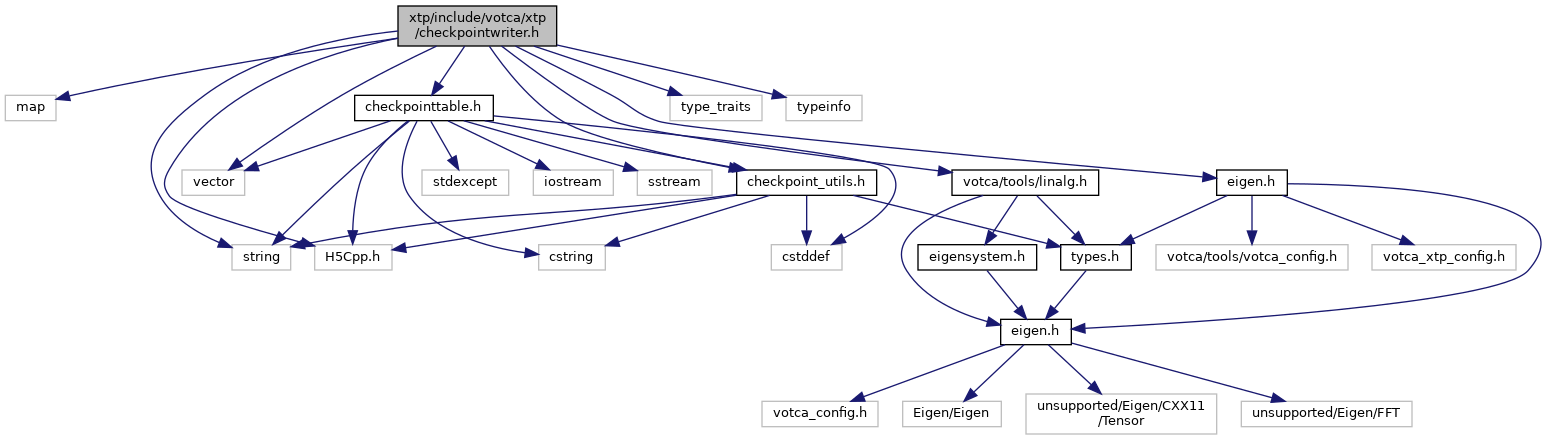 xtp/include/votca/xtp
/checkpointwriter.h
map
checkpointtable.h
type_traits
typeinfo
vector
stdexcept
iostream
sstream
checkpoint_utils.h
votca/tools/linalg.h
eigen.h
string
H5Cpp.h
cstring
cstddef
eigensystem.h
types.h
votca/tools/votca_config.h
votca_xtp_config.h
eigen.h
votca_config.h
Eigen/Eigen
unsupported/Eigen/CXX11
/Tensor
unsupported/Eigen/FFT